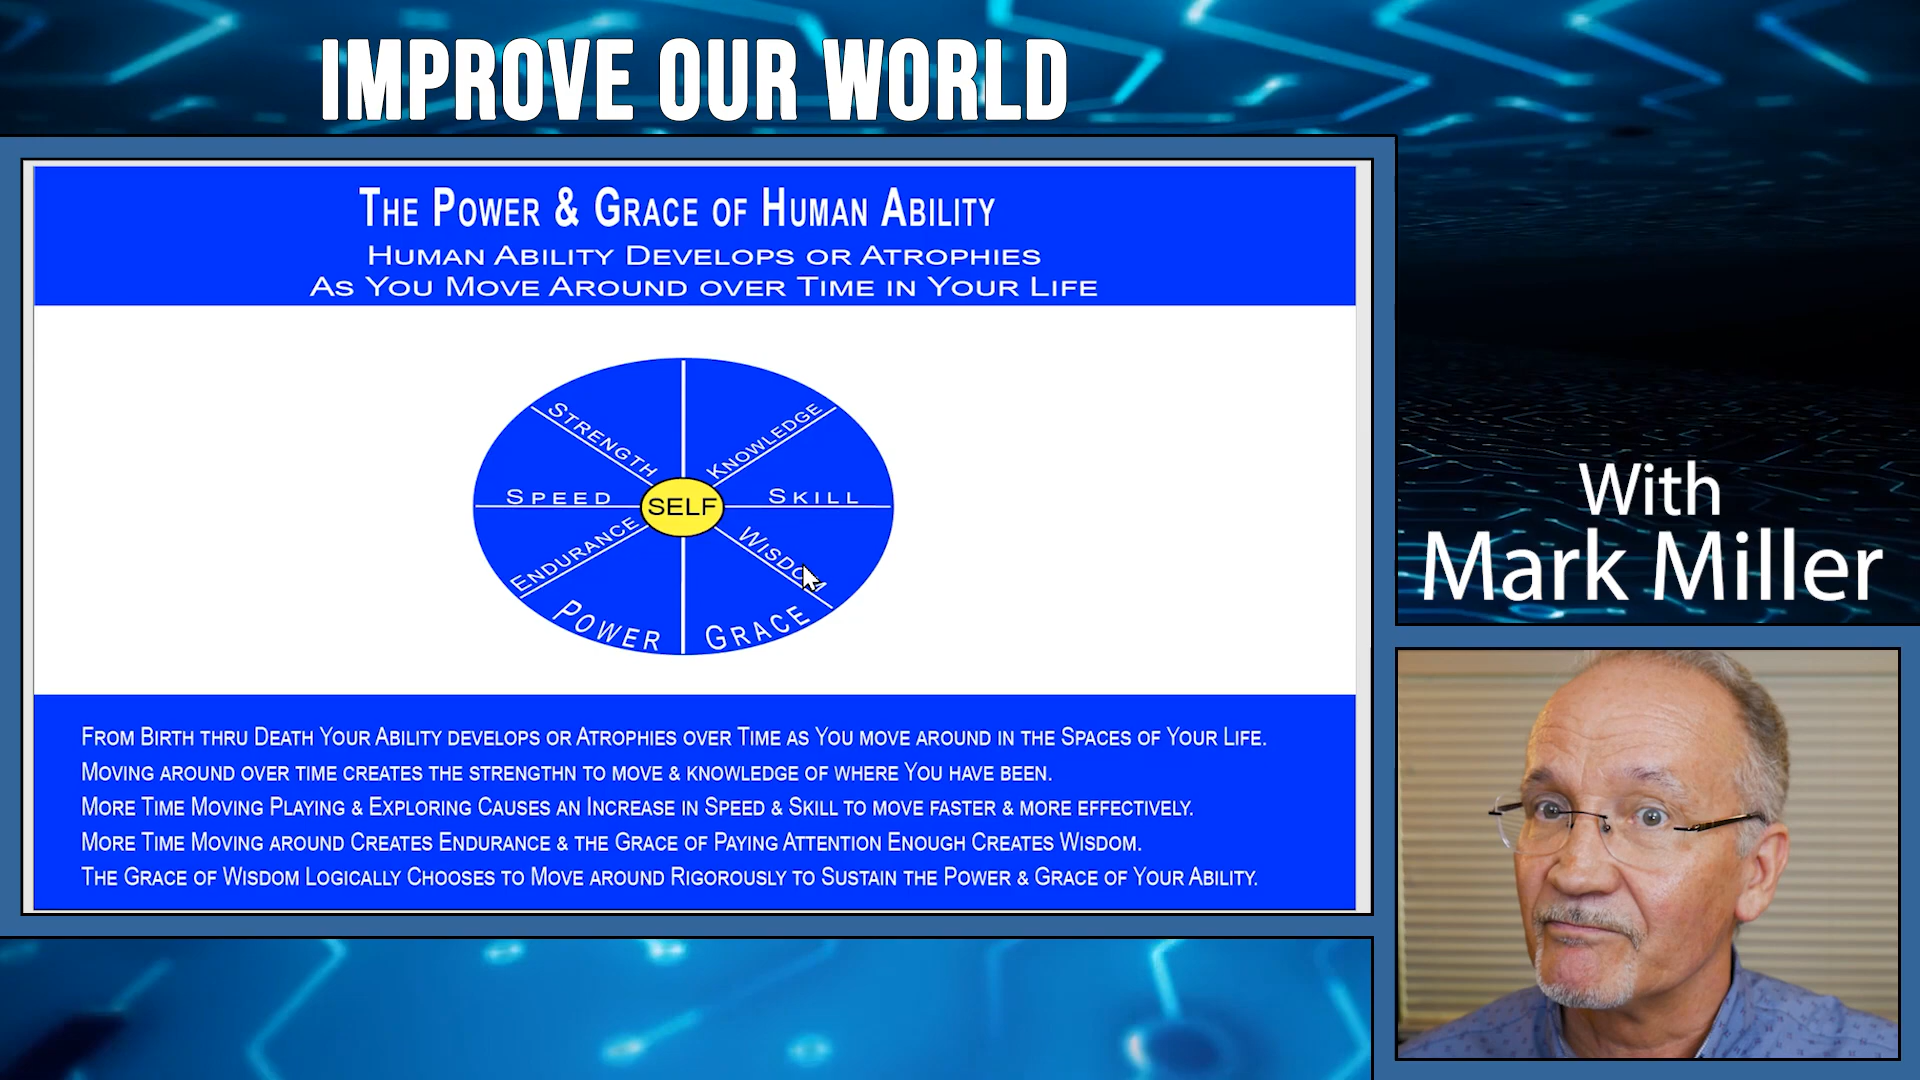 IMPROVE OUR WORLD
THE POWER & GRACE OF HUMAN ABILITY
HUMAN ABILITY DEVELOPS OR ATROPHIES
AS YOU MOVE AROUND OVER TIME IN YOUR LIFE
STRENGTH
KNOWLEDGE
SPEED
SELF
SKILL
ENDURANCE
WISDOM
POWER
GRACE
FROM BIRTH THRU DEATH YOUR ABILITY DEVELOPS OR ATROPHIES OVER TIME AS YOU MOVE AROUND IN THE SPACES OF YOUR LIFE.
MOVING AROUND OVER TIME CREATES THE STRENGTHN TO MOVE & KNOWLEDGE OF WHERE YOU HAVE BEEN.
MORE TIME MOVING PLAYING & EXPLORING CAUSES AN INCREASE IN SPEED & SKILL TO MOVE FASTER & MORE EFFECTIVELY.
MORE TIME MOVING AROUND CREATES ENDURANCE & THE GRACE OF PAYING ATTENTION ENOUGH CREATES WISDOM.
THE GRACE OF WISDOM LOGICALLY CHOOSES TO MOVE AROUND RIGOROUSLY TO SUSTAIN THE POWER & GRACE OF YOUR ABILITY.
With
Mark Miller